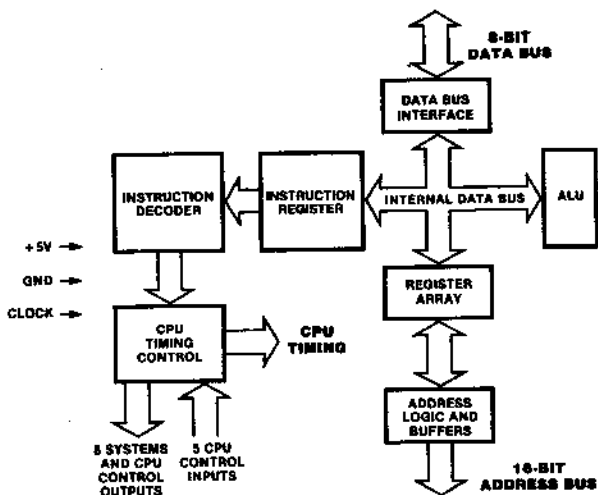 8-BIT
DATA BUS
DATA BUS
INTERFACE
INSTRUCTION
DECODER
INSTRUCTION
REGISTER
INTERNAL DATA BUS
ALU
+5V
GND
CLOCK
REGISTER
ARRAY
CPU
TIMING
CONTROL
CPU
TIMING
ADDRESS
LOGIC AND
BUFFERS
8 SYSTEMS
AND CPU
CONTROL
OUTPUTS
5 CPU
CONTROL
INPUTS
16-BIT
ADDRESS BUS